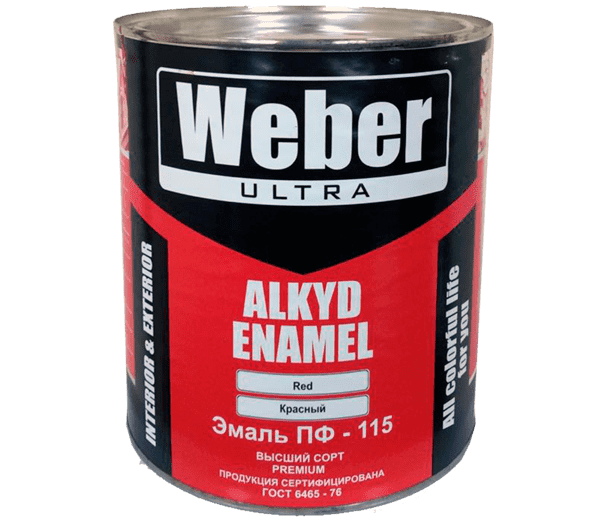 Weber
ULTRA
INTERIOR & EXTERIOR
ALKYD
ENAMEL
Red
Красный
Эмаль ПФ - 115
ВЫСШИЙ СОРТ
PREMIUM
ПРОДУКЦИЯ СЕРТИФИЦИРОВАНА
ГОСТ 6465 - 76
All colorful life
for you